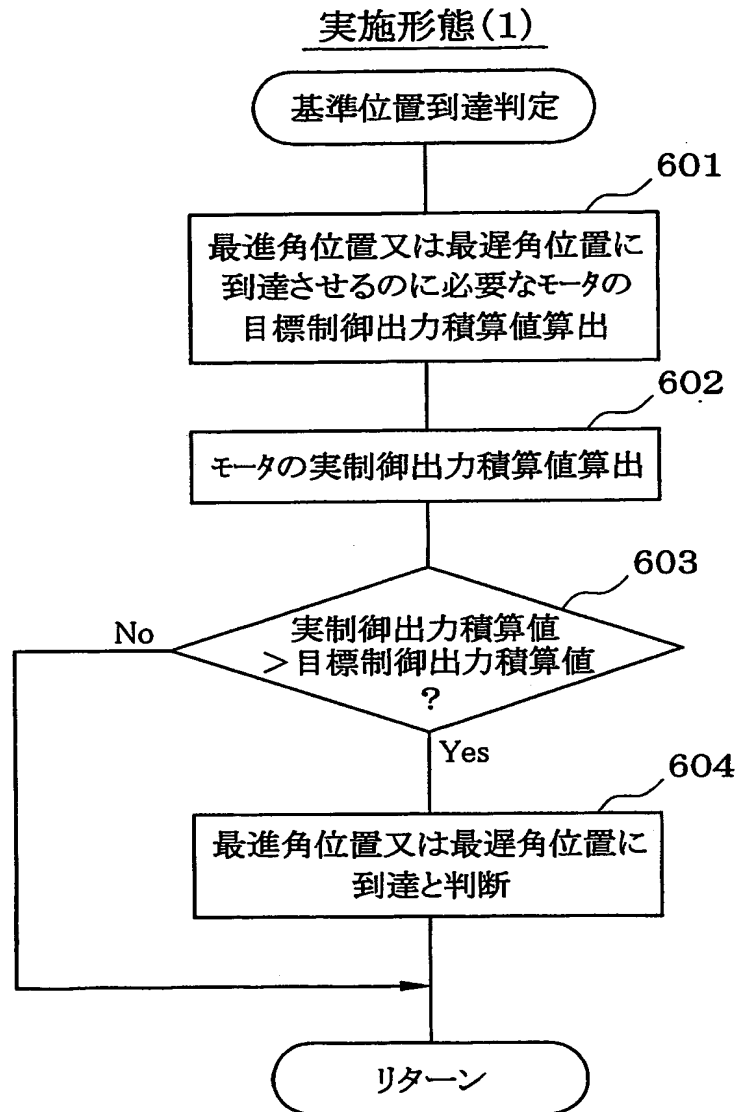 実施形態(1)
基準位置到達判定
601
最進角位置又は最遅角位置に
到達させるのに必要なモータの
目標制御出力積算値算出
602
モータの実制御出力積算値算出
603
実制御出力積算値
>目標制御出力積算値
?
No
Yes
604
最進角位置又は最遅角位置に
到達と判断
リターン